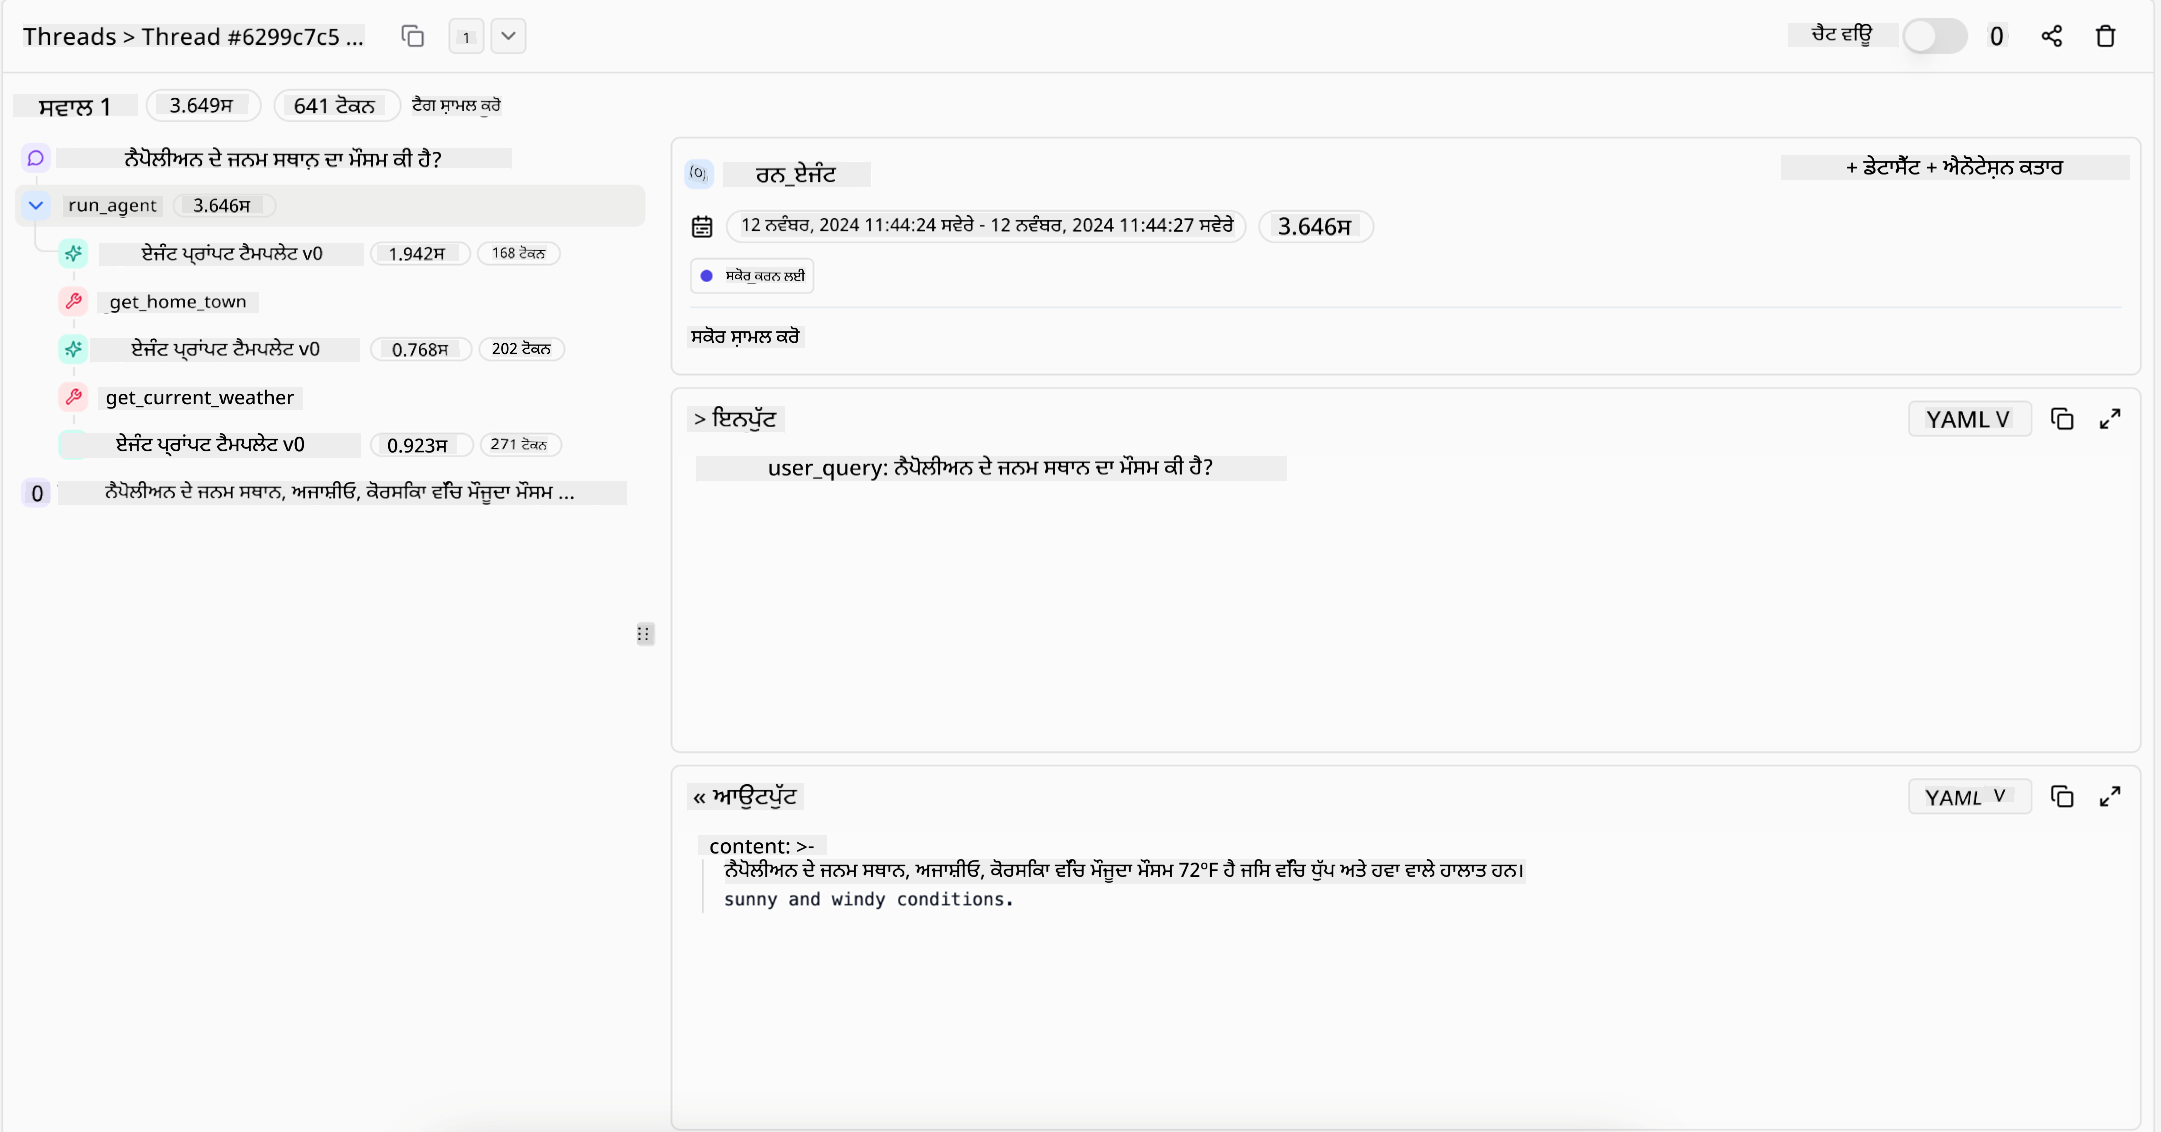 Threads > Thread #6299c7c5 ...
1
ਚੈਟ ਵਿਊ
0
ਸਵਾਲ 1
3.649ਸ
641 ਟੋਕਨ
ਟੈਗ ਸ਼ਾਮਲ ਕਰੋ
ਨੈਪੋਲੀਅਨ ਦੇ ਜਨਮ ਸਥਾਨ ਦਾ ਮੌਸਮ ਕੀ ਹੈ?
run_agent
3.646ਸ
ਏਜੰਟ ਪ੍ਰਾਂਪਟ ਟੈਮਪਲੇਟ v0
1.942ਸ
168 ਟੋਕਨ
get_home_town
ਏਜੰਟ ਪ੍ਰਾਂਪਟ ਟੈਮਪਲੇਟ v0
0.768ਸ
202 ਟੋਕਨ
get_current_weather
ਏਜੰਟ ਪ੍ਰਾਂਪਟ ਟੈਮਪਲੇਟ v0
0.923ਸ
271 ਟੋਕਨ
0
ਨੈਪੋਲੀਅਨ ਦੇ ਜਨਮ ਸਥਾਨ, ਅਜਾਸ਼ੀਓ, ਕੋਰਸਿਕਾ ਵਿੱਚ ਮੌਜੂਦਾ ਮੌਸਮ ...
ਰਨ_ਏਜੰਟ
+ ਡੇਟਾਸੈੱਟ + ਐਨੋਟੇਸ਼ਨ ਕਤਾਰ
12 ਨਵੰਬਰ, 2024 11:44:24 ਸਵੇਰੇ - 12 ਨਵੰਬਰ, 2024 11:44:27 ਸਵੇਰੇ
3.646ਸ
ਸਕੋਰ ਕਰਨ ਲਈ
ਸਕੋਰ ਸ਼ਾਮਲ ਕਰੋ
> ਇਨਪੁੱਟ
YAML V
user_query: ਨੈਪੋਲੀਅਨ ਦੇ ਜਨਮ ਸਥਾਨ ਦਾ ਮੌਸਮ ਕੀ ਹੈ?
« ਆਊਟਪੁੱਟ
YAML V
content: >-
ਨੈਪੋਲੀਅਨ ਦੇ ਜਨਮ ਸਥਾਨ, ਅਜਾਸ਼ੀਓ, ਕੋਰਸਿਕਾ ਵਿੱਚ ਮੌਜੂਦਾ ਮੌਸਮ 72°F ਹੈ ਜਿਸ ਵਿੱਚ ਧੁੱਪ ਅਤੇ ਹਵਾ ਵਾਲੇ ਹਾਲਾਤ ਹਨ।
sunny and windy conditions.